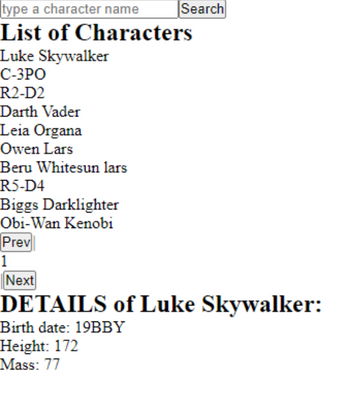 type a character name Search
List of Characters
Luke Skywalker
C-3PO
R2-D2
Darth Vader
Leia Organa
Owen Lars
Beru Whitesun lars
R5-D4
Biggs Darklighter
Obi-Wan Kenobi
Prev|
1
|Next
DETAILS of Luke Skywalker:
Birth date: 19BBY
Height: 172
Mass: 77